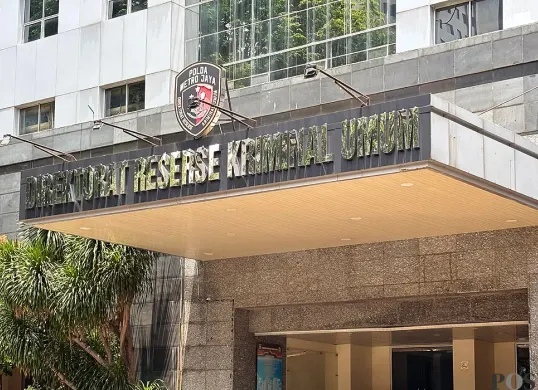 POLDA
METRO JAYA
DIREKTORAT RESERSE KRIMINAL UMUM